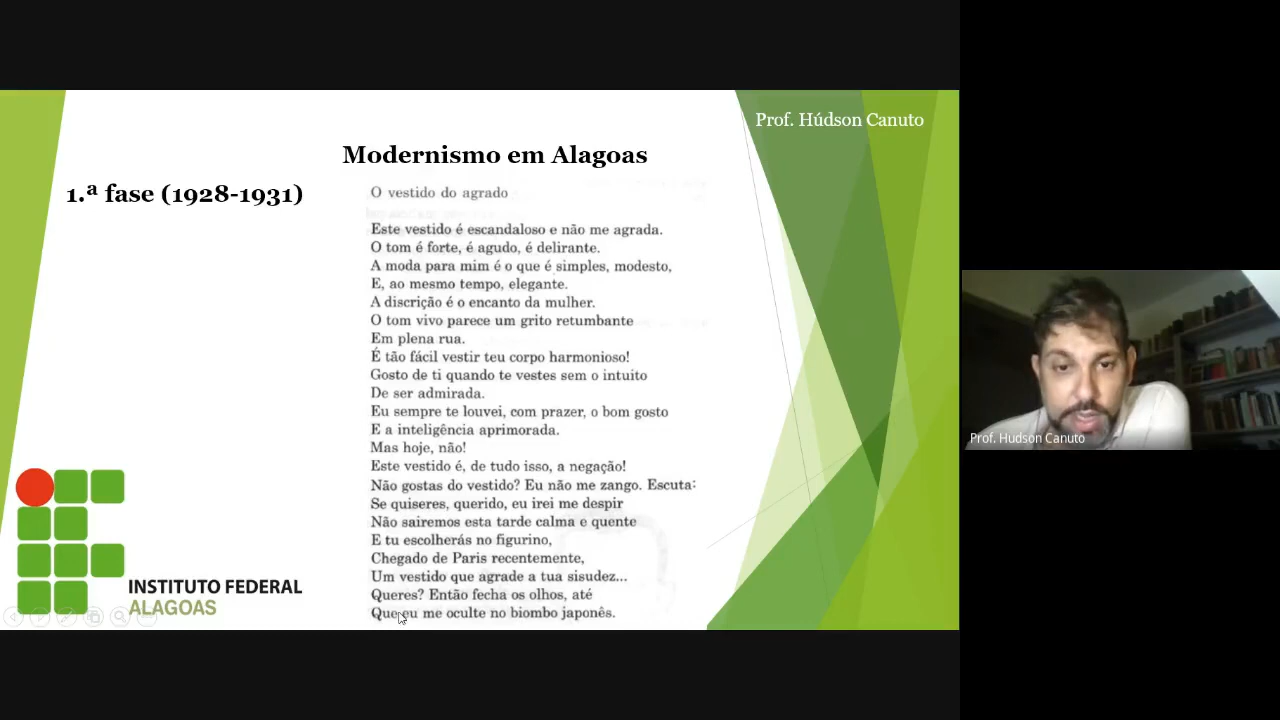 Prof. Húdson Canuto
Modernismo em Alagoas
1.ª fase (1928-1931)
O vestido do agrado
Este vestido é escandaloso e não me agrada.
O tom é forte, é agudo, é delirante.
A moda para mim é o que é simples, modesto,
E, ao mesmo tempo, elegante.
A discrição é o encanto da mulher.
O tom vivo parece um grito retumbante
Em plena rua.
É tão fácil vestir teu corpo harmonioso!
Gosto de ti quando te vestes sem o intuito
De ser admirada.
Eu sempre te louvei, com prazer, o bom gosto
E a inteligência aprimorada.
Mas hoje, não!
Este vestido é, de tudo isso, a negação!
Não gostas do vestido? Eu não me zango. Escuta:
Se quiseres, querido, eu irei me despir
Não sairemos esta tarde calma e quente
E tu escolherás no figurino,
Chegado de Paris recentemente,
Um vestido que agrade a tua sisudez...
Queres? Então fecha os olhos, até
Que eu me oculte no biombo japonês.
INSTITUTO FEDERAL
ALAGOAS
Prof. Hudson Canuto